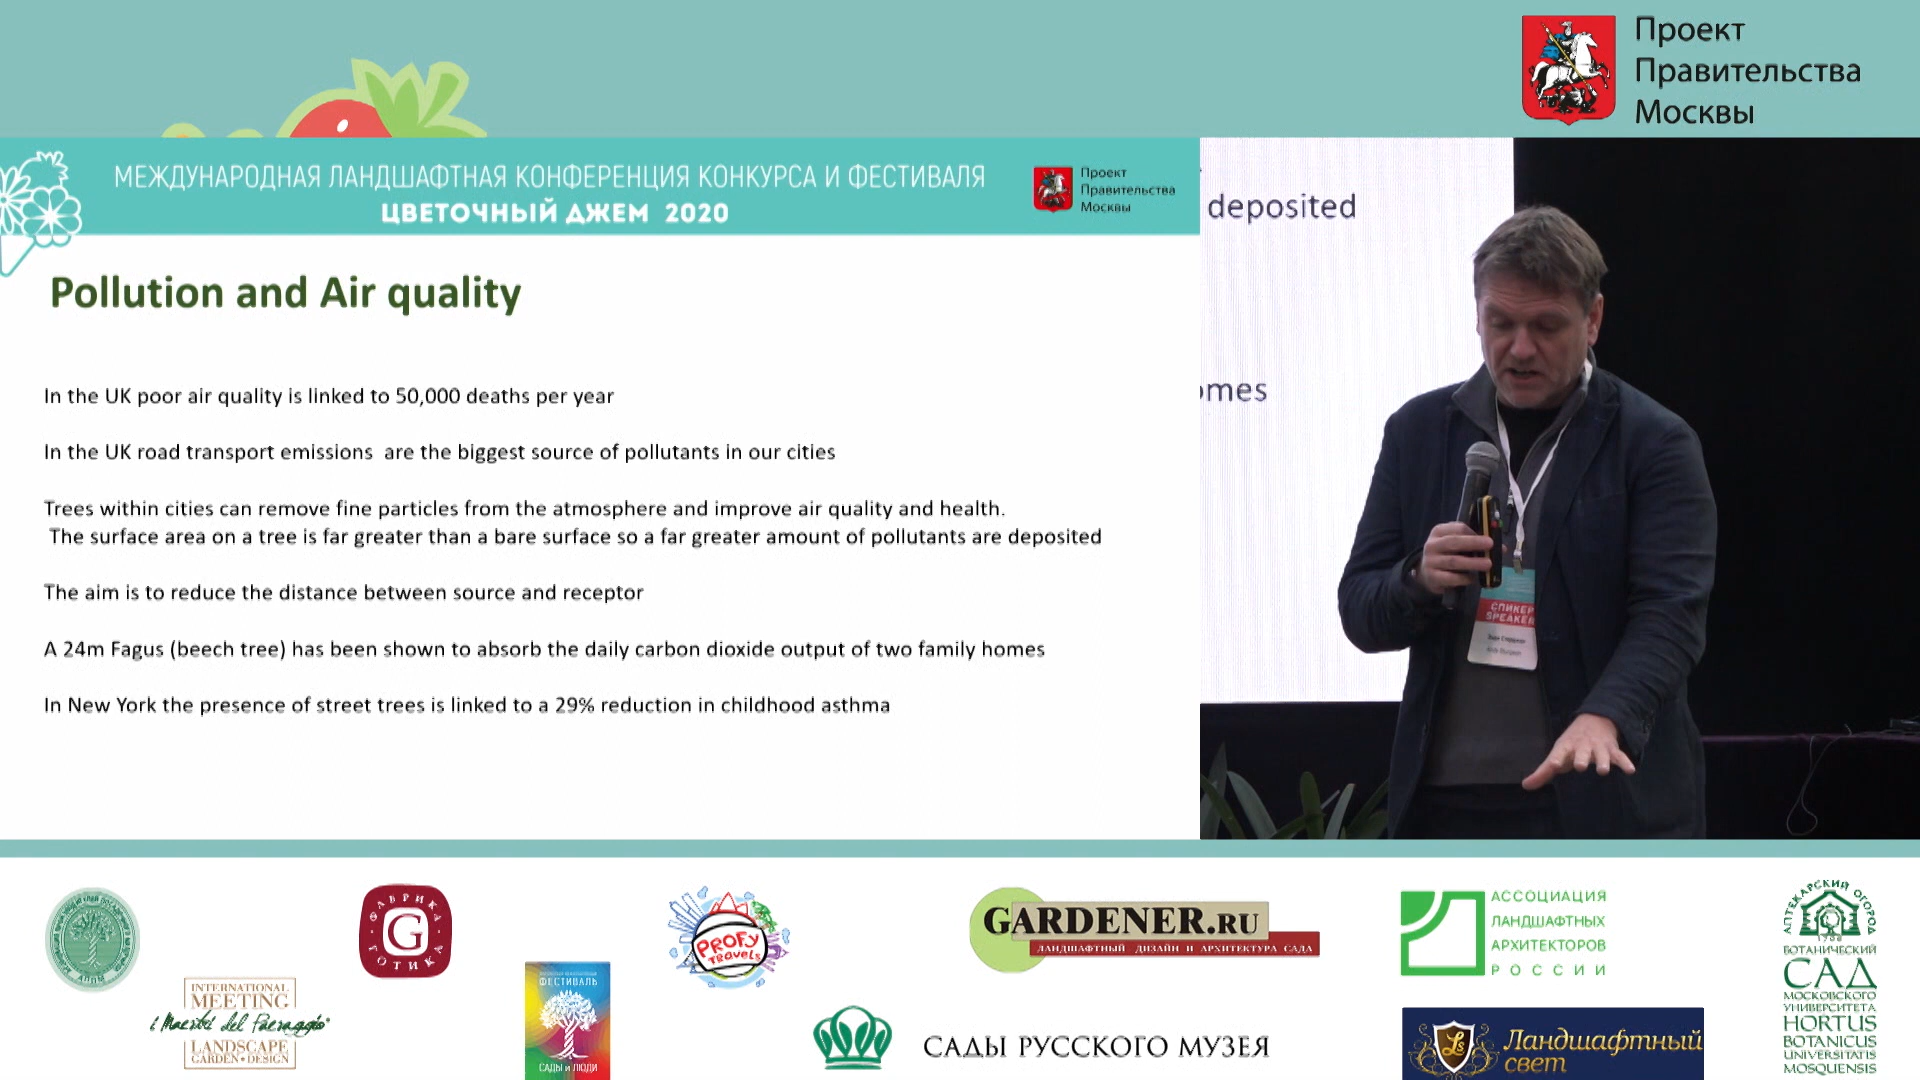 Проект
Правительства
Москвы
МЕЖДУНАРОДНАЯ ЛАНДШАФТНАЯ КОНФЕРЕНЦИЯ КОНКУРСА И ФЕСТИВАЛЯ
ЦВЕТОЧНЫЙ ДЖЕМ 2020
Проект
Правительства
Москвы
Pollution and Air quality
In the UK poor air quality is linked to 50,000 deaths per year
In the UK road transport emissions are the biggest source of pollutants in our cities
Trees within cities can remove fine particles from the atmosphere and improve air quality and health.
The surface area on a tree is far greater than a bare surface so a far greater amount of pollutants are deposited
The aim is to reduce the distance between source and receptor
A 24m Fagus (beech tree) has been shown to absorb the daily carbon dioxide output of two family homes
In New York the presence of street trees is linked to a 29% reduction in childhood asthma
deposited
omes
СПИКЕР
SPEAKER
ФАБРИКА
G
ГОТИКА
INTERNATIONAL
MEETING
I Maestri del Paesaggio
LANDSCAPE
GARDEN • DESIGN
ФЕСТИВАЛЬ
САДЫ и ЛЮДИ
PROFY
TRAVELS
САДЫ РУССКОГО МУЗЕЯ
GARDENER.RU
ЛАНДШАФТНЫЙ ДИЗАЙН И АРХИТЕКТУРА САДА
АССОЦИАЦИЯ
ЛАНДШАФТНЫХ
АРХИТЕКТОРОВ
РОССИИ
Ls
Ландшафтный
свет
АПТЕКАРСКИЙ ОГОРОД
1706
БОТАНИЧЕСКИЙ
САД
МОСКОВСКОГО
УНИВЕРСИТЕТА
HORTUS
BOTANICUS
UNIVERSITATIS
MOSQUENSIS